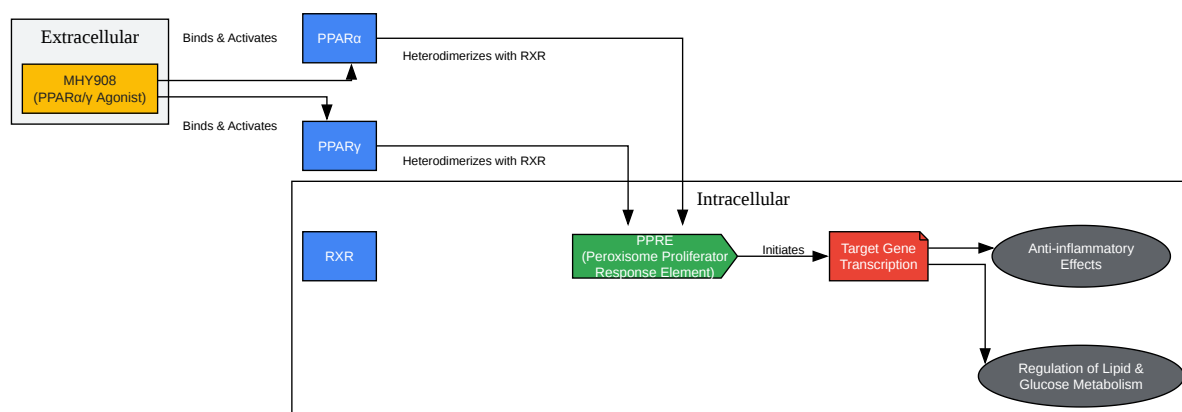 Extracellular
MHY908
(PPARα/γ Agonist)
Binds & Activates
Binds & Activates
PPARα
Heterodimerizes with RXR
PPARγ
Heterodimerizes with RXR
Intracellular
RXR
PPRE
(Peroxisome Proliferator
Response Element)
Initiates
Target Gene
Transcription
Anti-inflammatory
Effects
Regulation of Lipid &
Glucose Metabolism